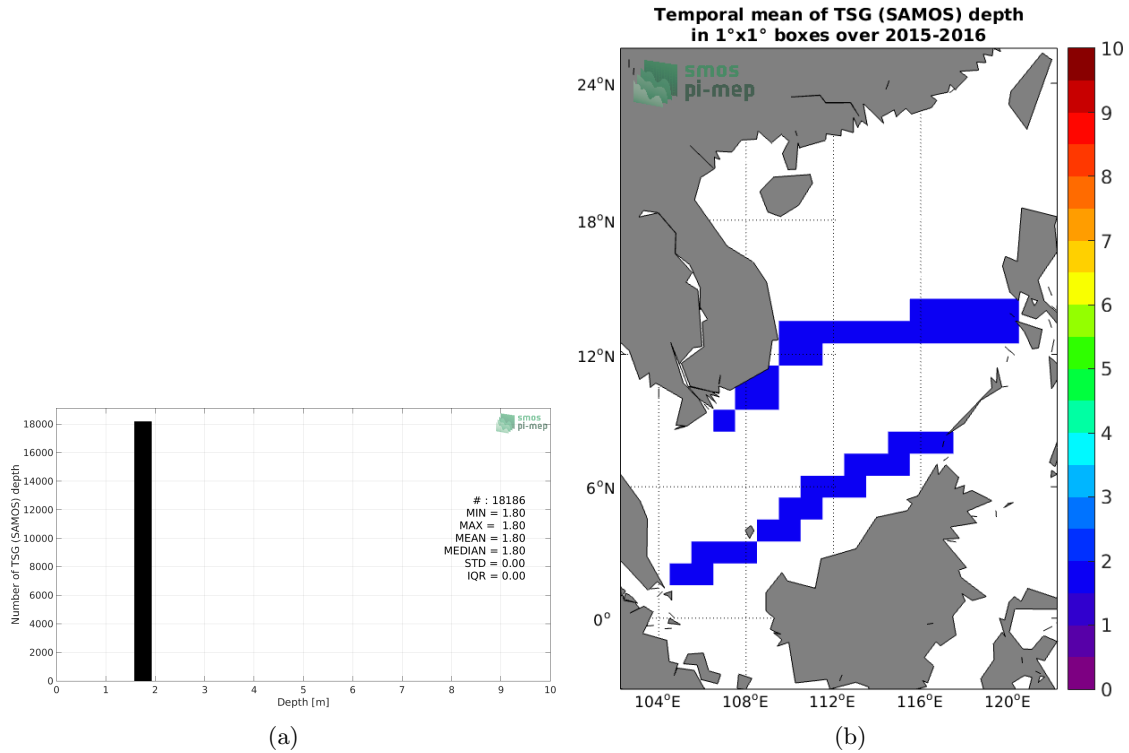 18000
16000
14000
12000
10000
8000
6000
4000
2000
0
Number of TSG (SAMOS) depth
smos
pi-mep
# : 18186
MIN = 1.80
MAX = 1.80
MEAN = 1.80
MEDIAN = 1.80
STD = 0.00
IQR = 0.00
0 1 2 3 4 5 6 7 8 9 10
Depth [m]
(a)
Temporal mean of TSG (SAMOS) depth
in 1°x1° boxes over 2015-2016
smos
pi-mep
24°N
18°N
12°N
6°N
0°
104°E 108°E 112°E 116°E 120°E
10
9
8
7
6
5
4
3
2
1
0
(b)